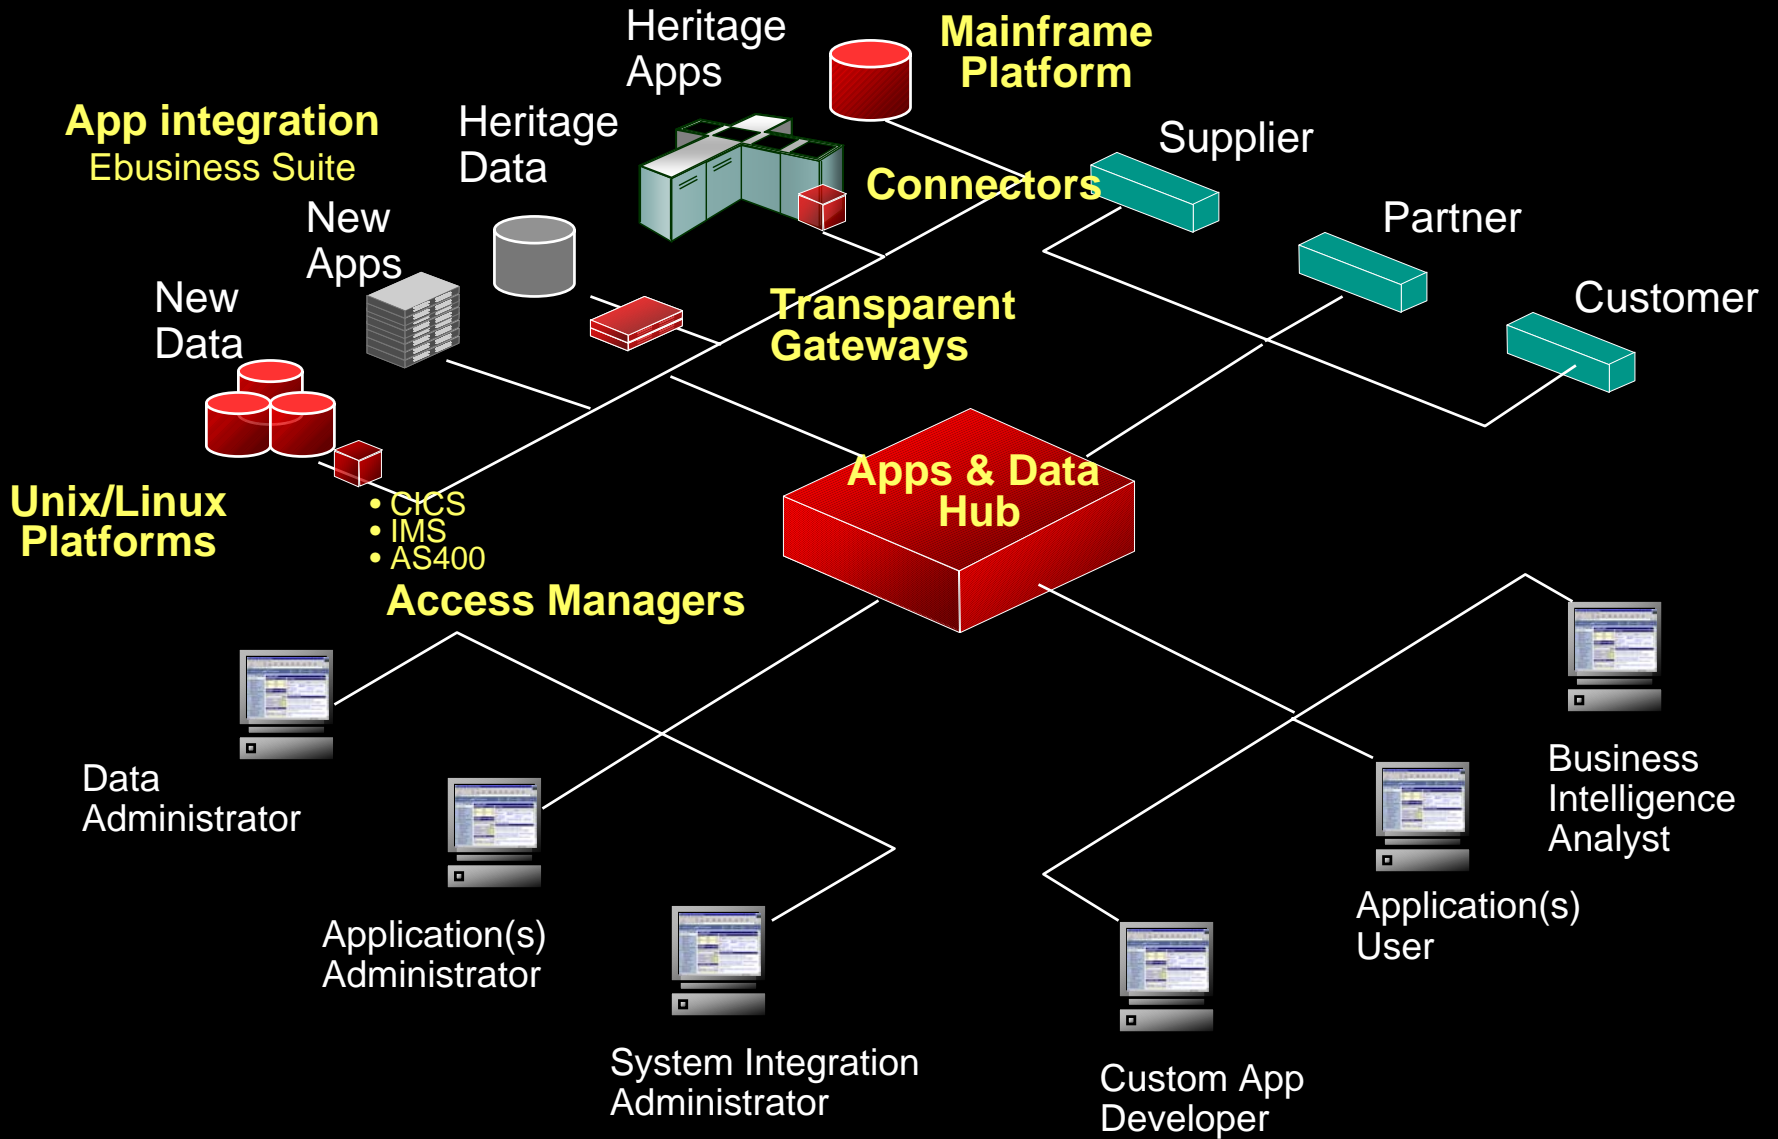 Heritage
Apps
Mainframe
Platform
App integration
Ebusiness Suite
Heritage
Data
Supplier
Connectors
New
Apps
Partner
New
Data
Transparent
Gateways
Customer
Apps & Data
Hub
Unix/Linux
Platforms
• CICS
• IMS
• AS400
Access Managers
Data
Administrator
Business
Intelligence
Analyst
Application(s)
Administrator
Application(s)
User
System Integration
Administrator
Custom App
Developer